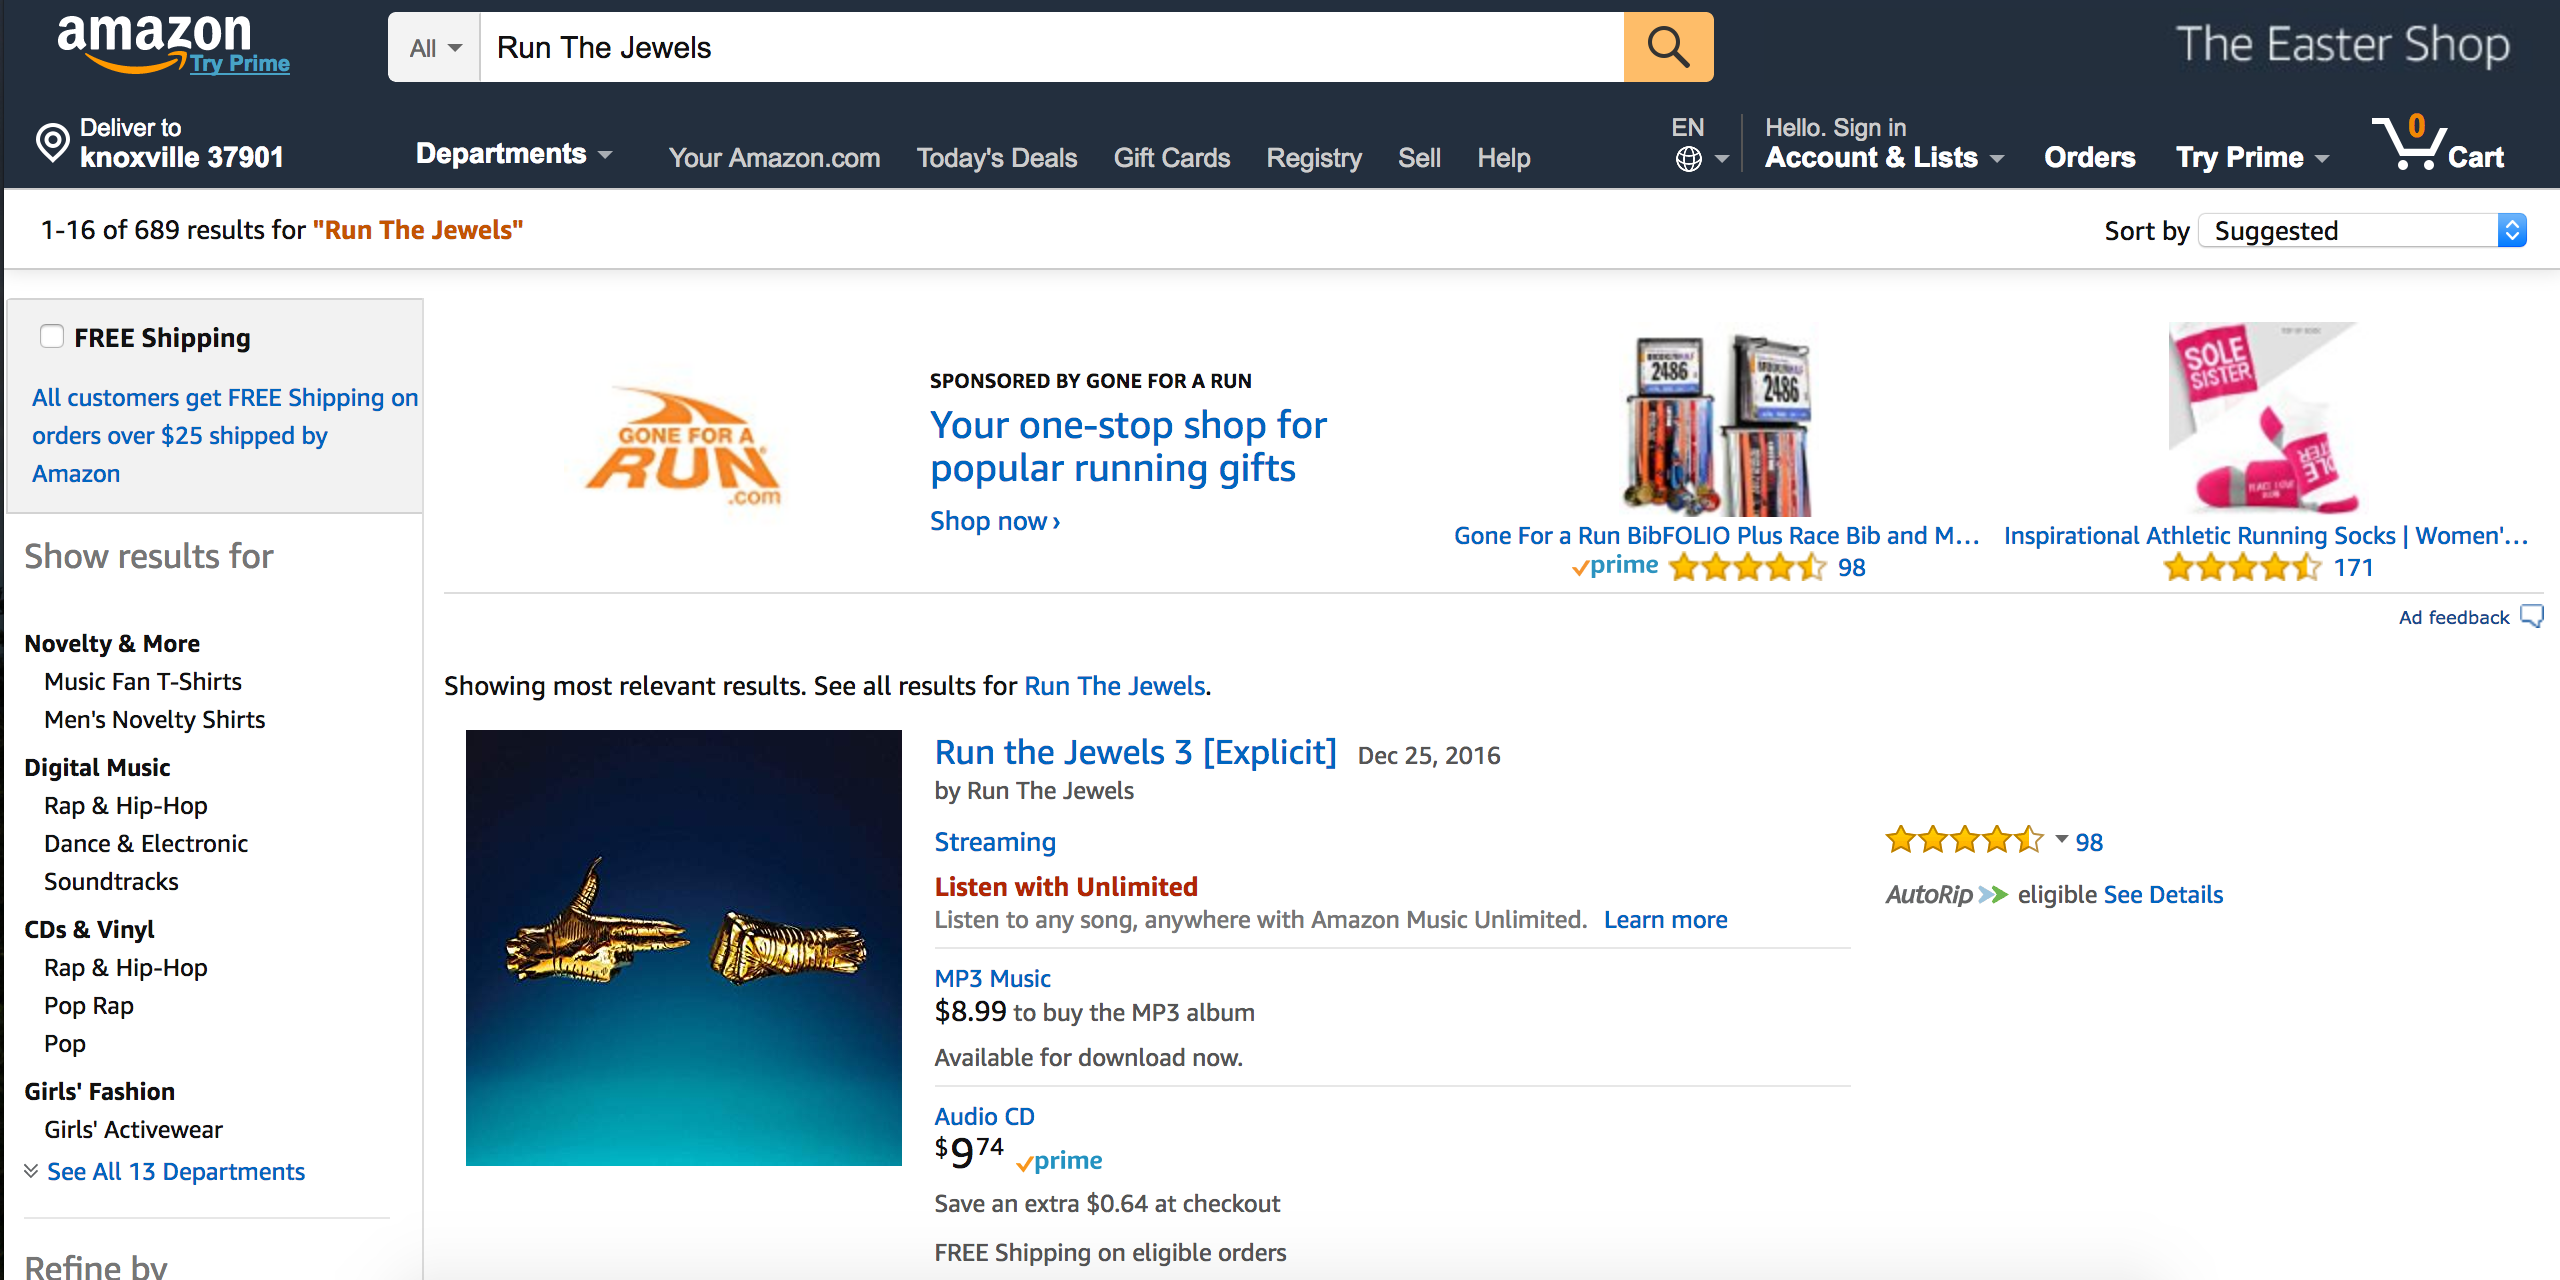 amazon
Try Prime
All
Run The Jewels
The Easter Shop
Deliver to
knoxville 37901
Departments
Your Amazon.com
Today's Deals
Gift Cards
Registry
Sell
Help
EN
Hello. Sign in
Account & Lists
Orders
Try Prime
0
Cart
1-16 of 689 results for "Run The Jewels"
Sort by
Suggested
FREE Shipping
All customers get FREE Shipping on
orders over $25 shipped by
Amazon
Show results for
Novelty & More
Music Fan T-Shirts
Men's Novelty Shirts
Digital Music
Rap & Hip-Hop
Dance & Electronic
Soundtracks
CDs & Vinyl
Rap & Hip-Hop
Pop Rap
Pop
Girls' Fashion
Girls' Activewear
See All 13 Departments
Refine by
GONE FOR A
RUN
.com
SPONSORED BY GONE FOR A RUN
Your one-stop shop for
popular running gifts
Shop now ›
2486
2486
Gone For a Run BibFOLIO Plus Race Bib and M...
prime
98
SOLE
SISTER
Inspirational Athletic Running Socks | Women'...
171
Ad feedback
Showing most relevant results. See all results for Run The Jewels.
Run the Jewels 3 [Explicit] Dec 25, 2016
by Run The Jewels
Streaming
Listen with Unlimited
Listen to any song, anywhere with Amazon Music Unlimited. Learn more
MP3 Music
$8.99 to buy the MP3 album
Available for download now.
Audio CD
$9 74 prime
Save an extra $0.64 at checkout
FREE Shipping on eligible orders
98
AutoRip eligible See Details